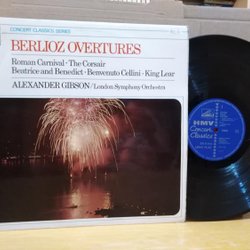 CONCERT CLASSICS SERIES
BERLIOZ OVERTURES
Roman Carnival · The Corsair
Beatrice and Benedict · Benvenuto Cellini · King Lear
ALEXANDER GIBSON/London Symphony Orchestra
HMV
Concert
Classics